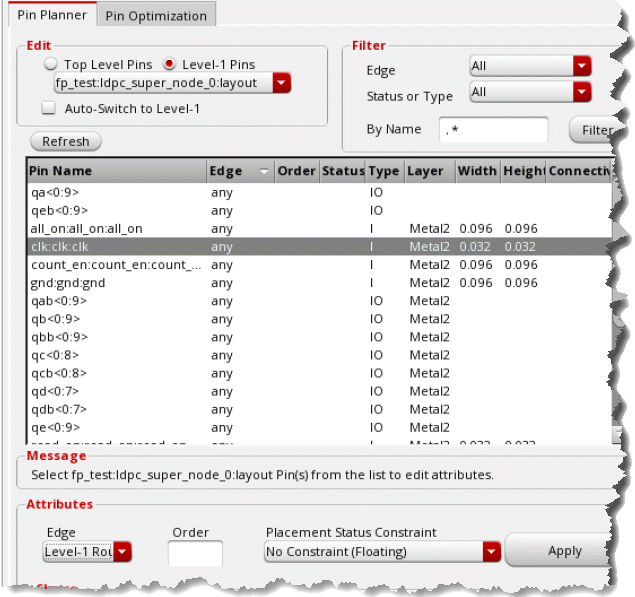 Pin Planner Pin Optimization
Edit
Top Level Pins Level-1 Pins
fp_test:ldpc_super_node_0:layout
Auto-Switch to Level-1
Filter
Edge All
Status or Type All
By Name .* Filter
Refresh
Pin Name Edge Order Status Type Layer Width Height
qa<0:9> any IO
qeb<0:9> any IO
all_on:all_on:all_on any I Metal2 0.096 0.096
clk:clk:clk any I Metal2 0.032 0.032
count_en:count_en:count_... any I Metal2 0.096 0.096
gnd:gnd:gnd any I Metal2 0.096 0.096
qab<0:9> any IO Metal2
qb<0:9> any IO Metal2
qbb<0:9> any IO Metal2
qc<0:8> any IO Metal2
qcb<0:8> any IO Metal2
qd<0:7> any IO Metal2
qdb<0:7> any IO Metal2
qe<0:9> any IO Metal2
Message
Select fp_test:ldpc_super_node_0:layout Pin(s) from the list to edit attributes.
Attributes
Edge Order Placement Status Constraint
Level-1 Rou No Constraint (Floating) Apply